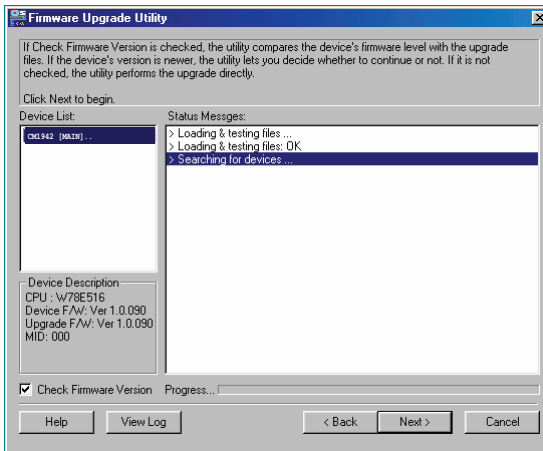 Firmware Upgrade Utility
If Check Firmware Version is checked, the utility compares the device's firmware level with the upgrade
files. If the device's version is newer, the utility lets you decide whether to continue or not. If it is not
checked, the utility performs the upgrade directly.
Click Next to begin.
Device List:
Status Messges:
CM1942 [MAIN]..
> Loading & testing files ...
> Loading & testing files: OK
> Searching for devices ...
Device Description
CPU : W78E516
Device F/W: Ver 1.0.090
Upgrade F/W: Ver 1.0.090
MID: 000
Check Firmware Version
Progress...
Help
View Log
< Back
Next >
Cancel